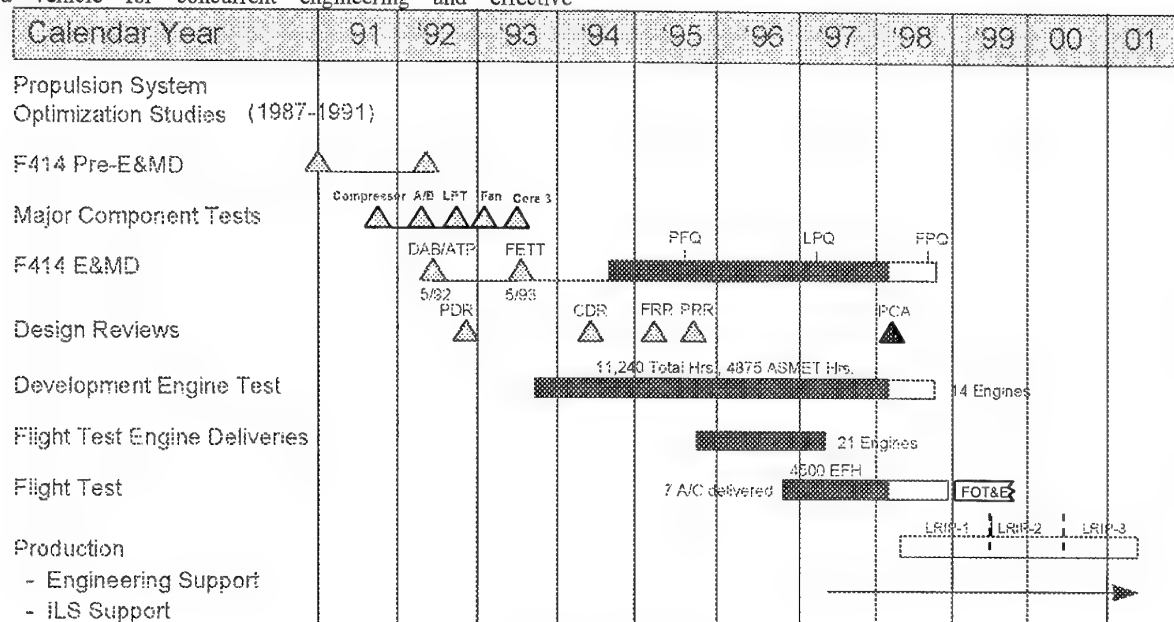 a vehicle for concurrent engineering and effective
Calendar Year 91 '92 '93 '94 '95 '96 '97 '98 '99 00 01
Propulsion System
Optimization Studies (1987-1991)
F414 Pre-E&MD
Compressor A/B LPT Fan Core 3
Major Component Tests
DAB/ATP FETT PFQ LPQ FPQ
F414 E&MD
5/92 5/93
PDR CDR FRR PRR PCA
Design Reviews
11,240 Total Hrs., 4875 ASMET Hrs.
Development Engine Test 14 Engines
Flight Test Engine Deliveries 21 Engines
4500 EFH
Flight Test 7 A/C delivered FOT&E
LRIP-1 LRIP-2 LRIP-3
Production
- Engineering Support
- ILS Support